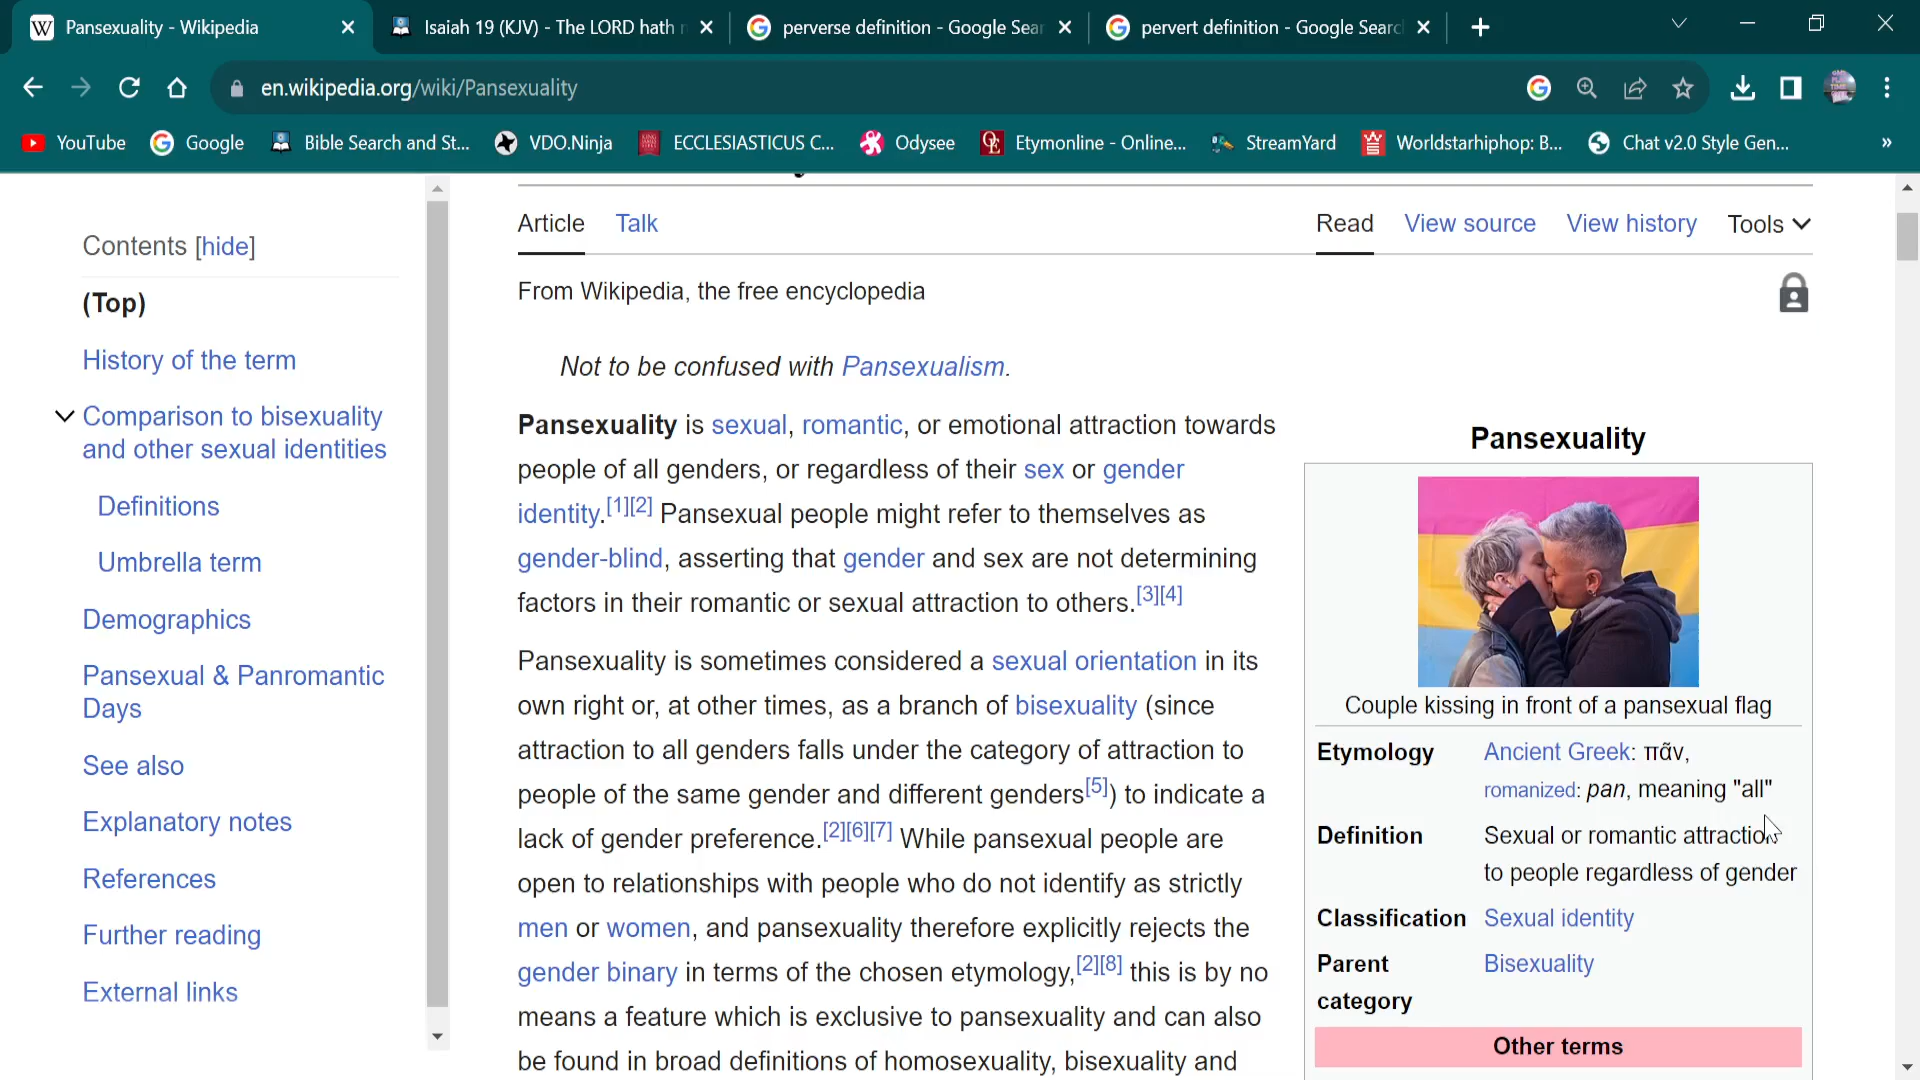 Pansexuality - Wikipedia
Isaiah 19 (KJV) - The LORD hath
perverse definition - Google Sear
pervert definition - Google Search
en.wikipedia.org/wiki/Pansexuality
YouTube
Google
Bible Search and St...
VDO.Ninja
ECCLESIASTICUS C...
Odysee
Etymonline - Online...
StreamYard
Worldstarhiphop: B...
Chat v2.0 Style Gen...
»
Contents [hide]
(Top)
History of the term
Comparison to bisexuality
and other sexual identities
Definitions
Umbrella term
Demographics
Pansexual & Panromantic
Days
See also
Explanatory notes
References
Further reading
External links
Article Talk
Read View source View history Tools
From Wikipedia, the free encyclopedia
Not to be confused with Pansexualism.
Pansexuality is sexual, romantic, or emotional attraction towards
people of all genders, or regardless of their sex or gender
identity.[1][2] Pansexual people might refer to themselves as
gender-blind, asserting that gender and sex are not determining
factors in their romantic or sexual attraction to others.[3][4]
Pansexuality is sometimes considered a sexual orientation in its
own right or, at other times, as a branch of bisexuality (since
attraction to all genders falls under the category of attraction to
people of the same gender and different genders[5]) to indicate a
lack of gender preference.[2][6][7] While pansexual people are
open to relationships with people who do not identify as strictly
men or women, and pansexuality therefore explicitly rejects the
gender binary in terms of the chosen etymology,[2][8] this is by no
means a feature which is exclusive to pansexuality and can also
be found in broad definitions of homosexuality, bisexuality and
Pansexuality
Couple kissing in front of a pansexual flag
Etymology Ancient Greek: πᾶν,
romanized: pan, meaning "all"
Definition Sexual or romantic attraction
to people regardless of gender
Classification Sexual identity
Parent Bisexuality
category
Other terms